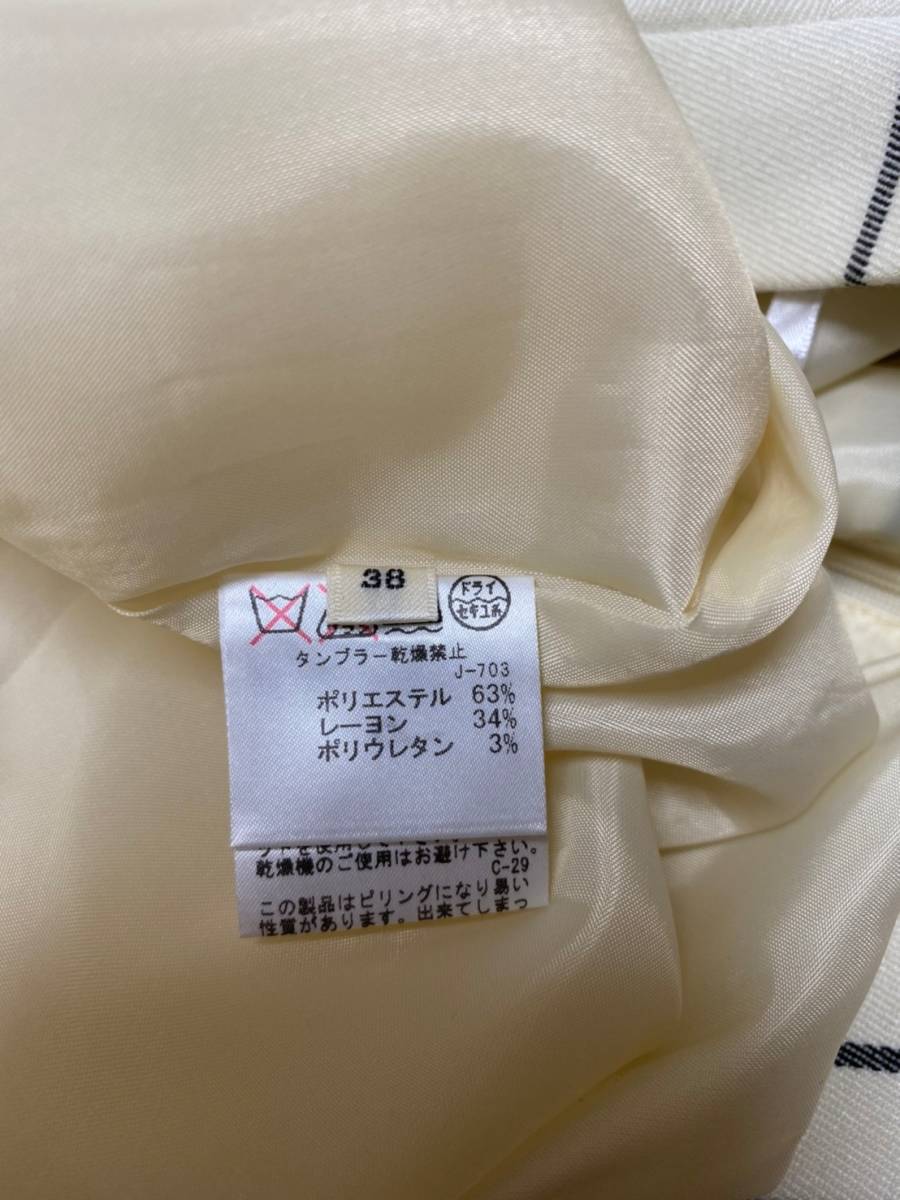 38
ドライ
セキユ系
タンブラー乾燥禁止
J-703
ポリエステル 63%
レーヨン 34%
ポリウレタン 3%
乾燥機のご使用はお避け下さい。
C-29
この製品はピリングになり易い
性質があります。出来てしまっ